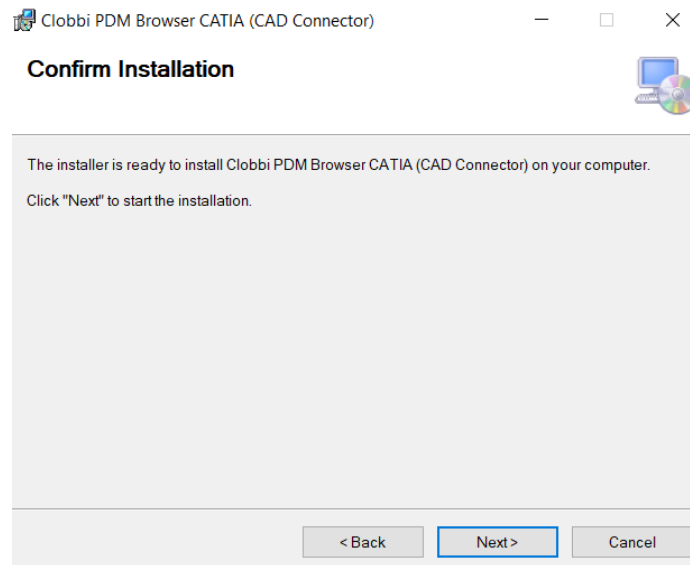 Clobbi PDM Browser CATIA (CAD Connector)
Confirm Installation
The installer is ready to install Clobbi PDM Browser CATIA (CAD Connector) on your computer.
Click "Next" to start the installation.
< Back
Next >
Cancel